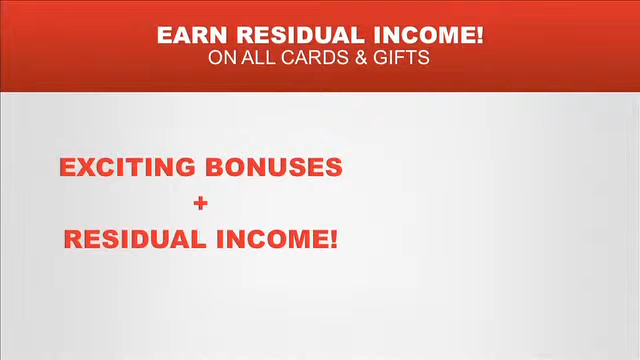 EARN RESIDUAL INCOME!
ON ALL CARDS & GIFTS
EXCITING BONUSES
+
RESIDUAL INCOME!